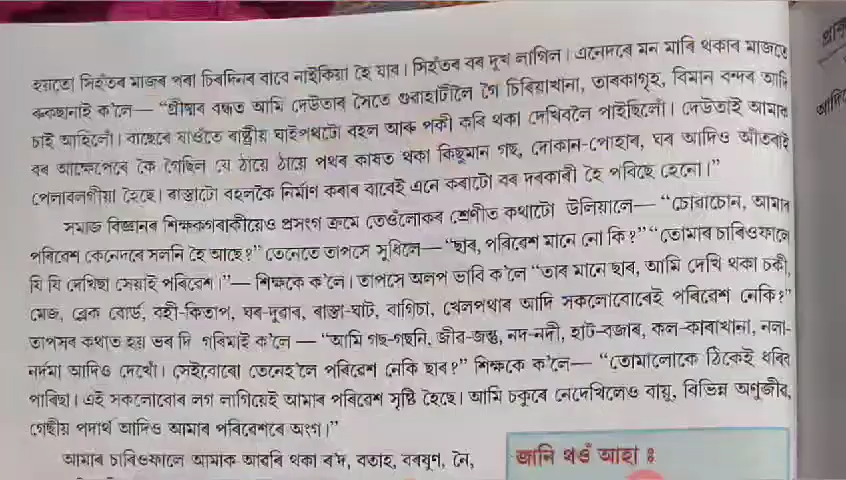 হয়তো সিহঁতৰ মাজৰ পৰা চিৰদিনৰ বাবে নাইকিয়া হৈ যাব। সিহঁতৰ বৰ দুখ লাগিল। এনেদৰে মন মাৰি থকাৰ মাজতে
ক'লে— “গ্ৰীষ্মৰ বন্ধত আমি দেউতাৰ সৈতে গুৱাহাটীলৈ গৈ চিৰিয়াখানা, তাৰকাগৃহ, বিমান বন্দৰ আদি
চাই আহিলোঁ। বাছেৰে যাওঁতে ৰাষ্ট্ৰীয় ঘাইপথটো বহল আৰু পকী কৰি থকা দেখিবলৈ পাইছিলোঁ। দেউতাই আমাক
বৰ আক্ষেপেৰে কৈ গৈছিল যে ঠায়ে ঠায়ে পথৰ কাষত থকা কিছুমান গছ, দোকান-পোহাৰ, ঘৰ আদিও আঁতৰাই
পেলাবলগীয়া হৈছে। ৰাস্তাটো বহলকৈ নিৰ্মাণ কৰাৰ বাবেই এনে কৰাটো বৰ দৰকাৰী হৈ পৰিছে হেনো।”
সমাজ বিজ্ঞানৰ শিক্ষকগৰাকীয়েও প্ৰসংগ ক্ৰমে তেওঁলোকৰ শ্ৰেণীত কথাটো উলিয়ালে— “চোৱাচোন, আমাৰ
পৰিবেশ কেনেদৰে সলনি হৈ আছে?” তেনেতে তাপসে সুধিলে— “ছাৰ, পৰিবেশ মানে নো কি?” “তোমাৰ চাৰিওফালে
যি যি দেখিছা সেয়াই পৰিবেশ।”— শিক্ষকে ক'লে। তাপসে অলপ ভাবি ক'লে “তাৰ মানে ছাৰ, আমি দেখি থকা চকী,
মেজ, ব্লেক বোৰ্ড, বহী-কিতাপ, ঘৰ-দুৱাৰ, ৰাস্তা-ঘাট, বাগিচা, খেলপথাৰ আদি সকলোবোৰেই পৰিবেশ নেকি?”
তাপসৰ কথাত হয় ভৰ দি গৰিমাই ক'লে — “আমি গছ-গছনি, জীৱ-জন্তু, নদ-নদী, হাট-বজাৰ, কল-কাৰখানা, নলা-
নৰ্দমা আদিও দেখোঁ। সেইবোৰো তেনেহ'লে পৰিবেশ নেকি ছাৰ?” শিক্ষকে ক'লে— “তোমালোকে ঠিকেই ধৰিব
পাৰিছা। এই সকলোবোৰ লগ লাগিয়েই আমাৰ পৰিবেশ সৃষ্টি হৈছে। আমি চকুৰে নেদেখিলেও বায়ু, বিভিন্ন অণুজীৱ,
গেছীয় পদাৰ্থ আদিও আমাৰ পৰিবেশৰে অংশ।”
আমাৰ চাৰিওফালে আমাক আৱৰি থকা ৰ'দ, বতাহ, বৰষুণ, নৈ,
জানি থওঁ আহা ঃ